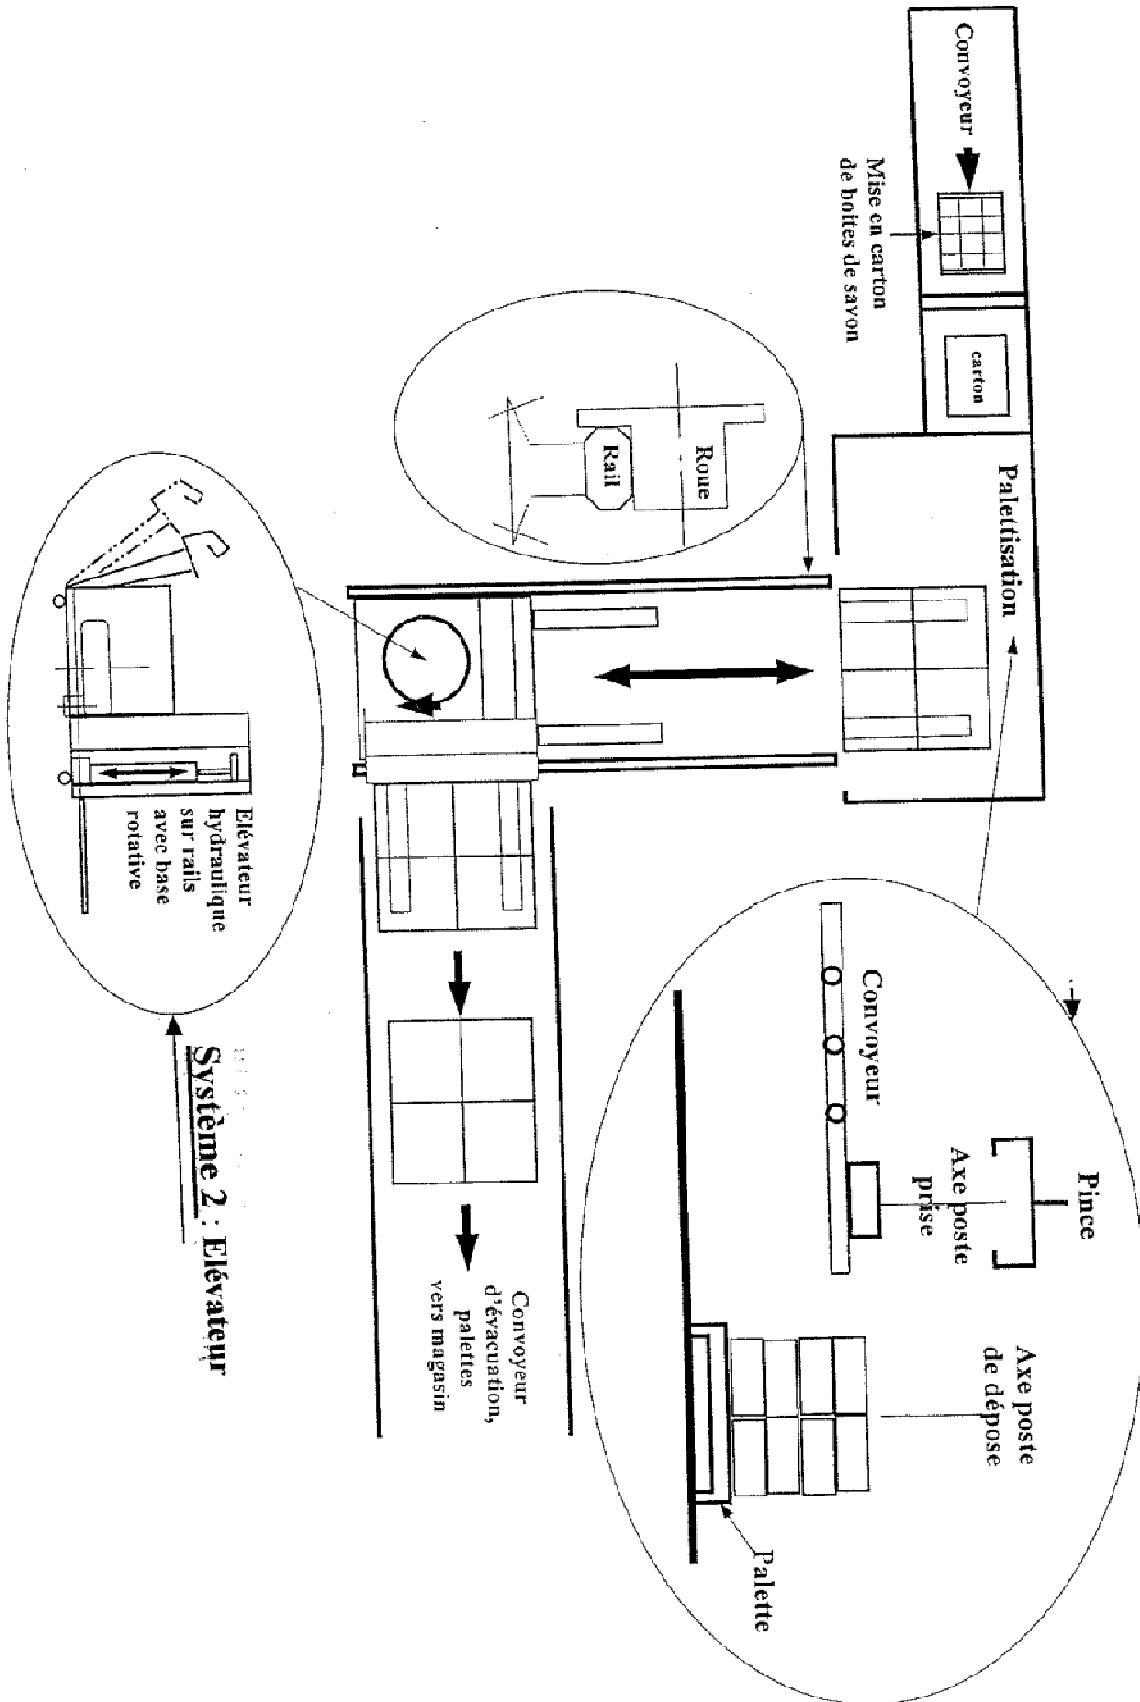 Convoyeur
Mise en carton
de boites de savon
carton
Palettisation
Roue
Rail
Pince
Axe poste
prise
Convoyeur
Axe poste
de dépose
Palette
Elévateur
hydraulique
sur rails
avec base
rotative
Convoyeur
d'évacuation,
palettes
vers magasin
Système 2 : Elévateur